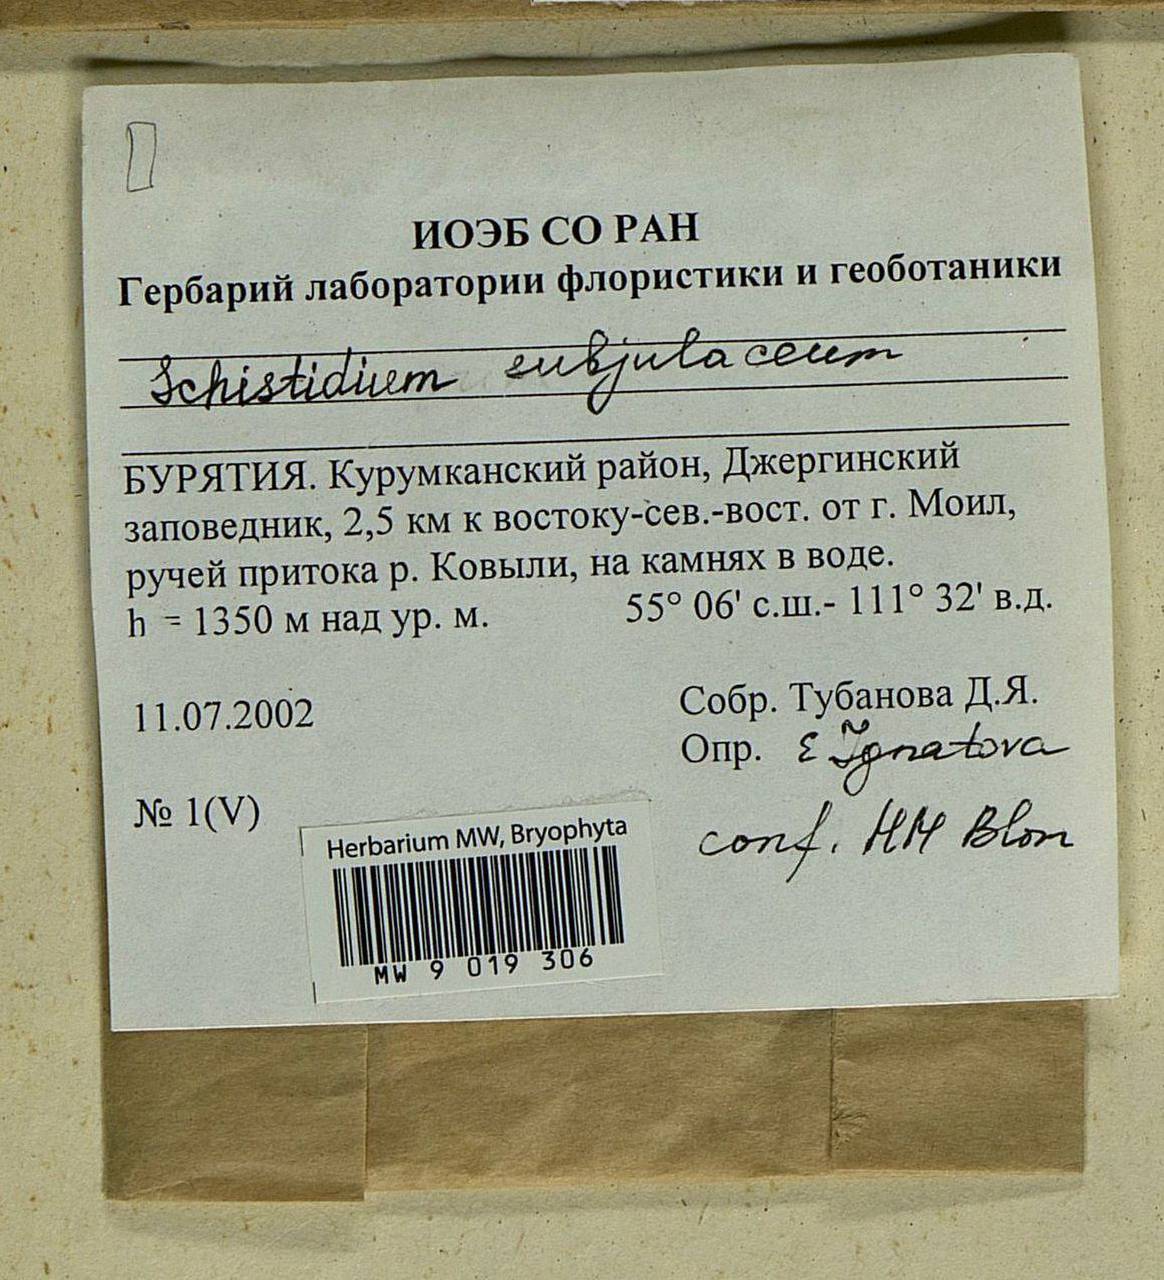 ИОЭБ СО РАН
Гербарий лаборатории флористики и геоботаники
Schistidium subjulaceum
БУРЯТИЯ. Курумканский район, Джергинский
заповедник, 2,5 км к востоку-сев.-вост. от г. Моил,
ручей притока р. Ковыли, на камнях в воде.
h = 1350 м над ур. м. 55° 06' с.ш.- 111° 32' в.д.
11.07.2002
Собр. Тубанова Д.Я.
Опр. E Ignatova
№ 1(V)
conf. HH Blom
Herbarium MW, Bryophyta
MW 9 019 306